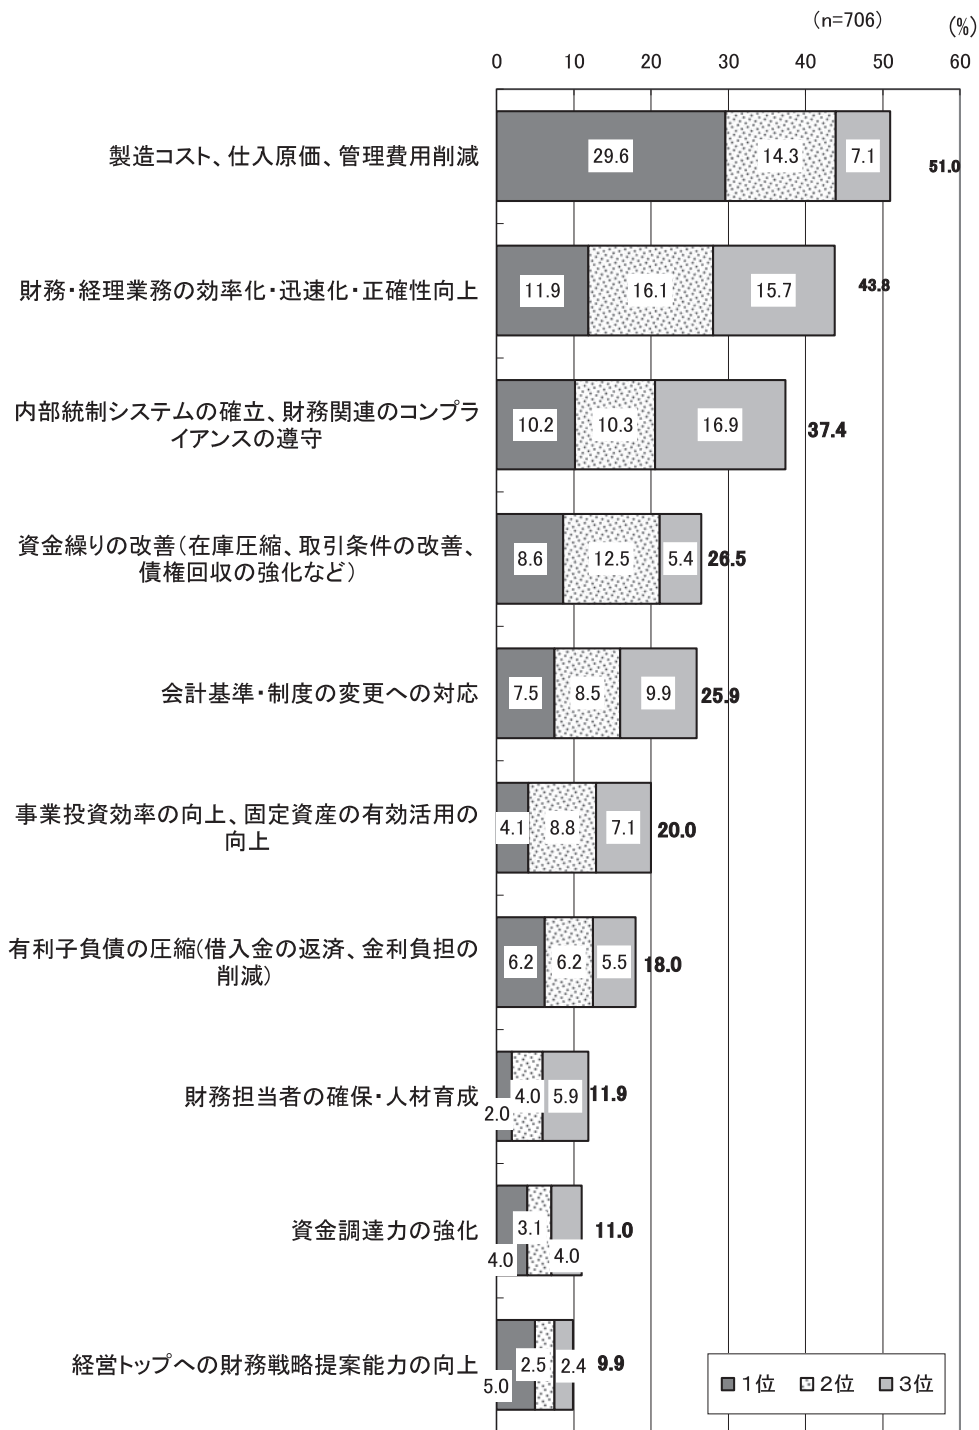 (n=706)
(%)
0 10 20 30 40 50 60
製造コスト、仕入原価、管理費用削減
29.6 14.3 7.1 51.0
財務・経理業務の効率化・迅速化・正確性向上
11.9 16.1 15.7 43.8
内部統制システムの確立、財務関連のコンプラ
イアンスの遵守
10.2 10.3 16.9 37.4
資金繰りの改善(在庫圧縮、取引条件の改善、
債権回収の強化など)
8.6 12.5 5.4 26.5
会計基準・制度の変更への対応
7.5 8.5 9.9 25.9
事業投資効率の向上、固定資産の有効活用の
向上
4.1 8.8 7.1 20.0
有利子負債の圧縮(借入金の返済、金利負担の
削減)
6.2 6.2 5.5 18.0
財務担当者の確保・人材育成
2.0 4.0 5.9 11.9
資金調達力の強化
4.0 3.1 4.0 11.0
経営トップへの財務戦略提案能力の向上
5.0 2.5 2.4 9.9
1位 2位 3位